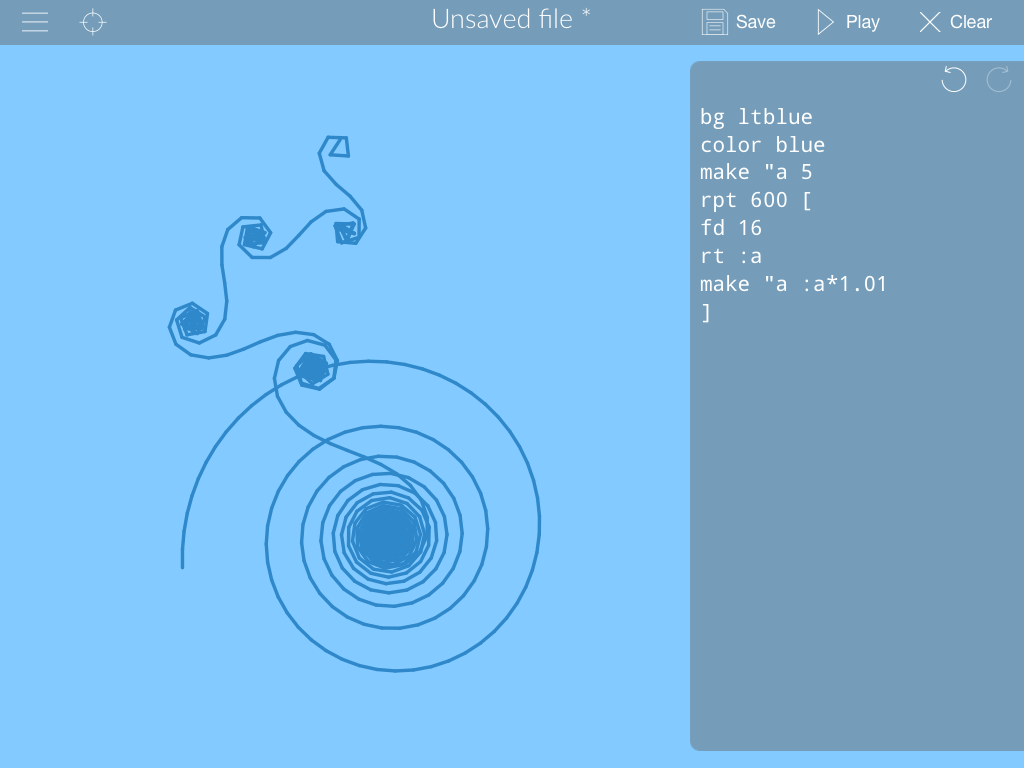 Unsaved file *
Save
Play
Clear
bg ltblue
color blue
make "a 5
rpt 600 [
fd 16
rt :a
make "a :a*1.01
]